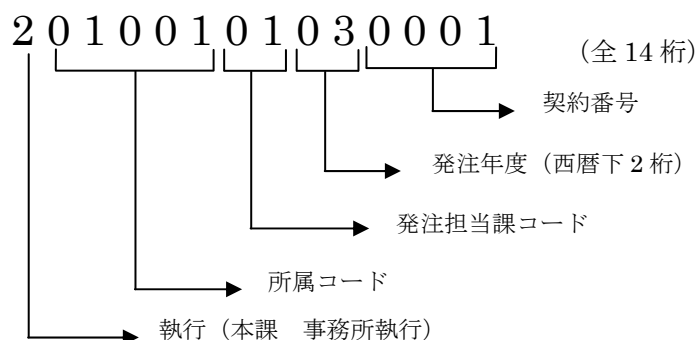 20100101030001 （全 14 桁）
契約番号
発注年度（西暦下 2 桁）
発注担当課コード
所属コード
執行（本課　事務所執行）